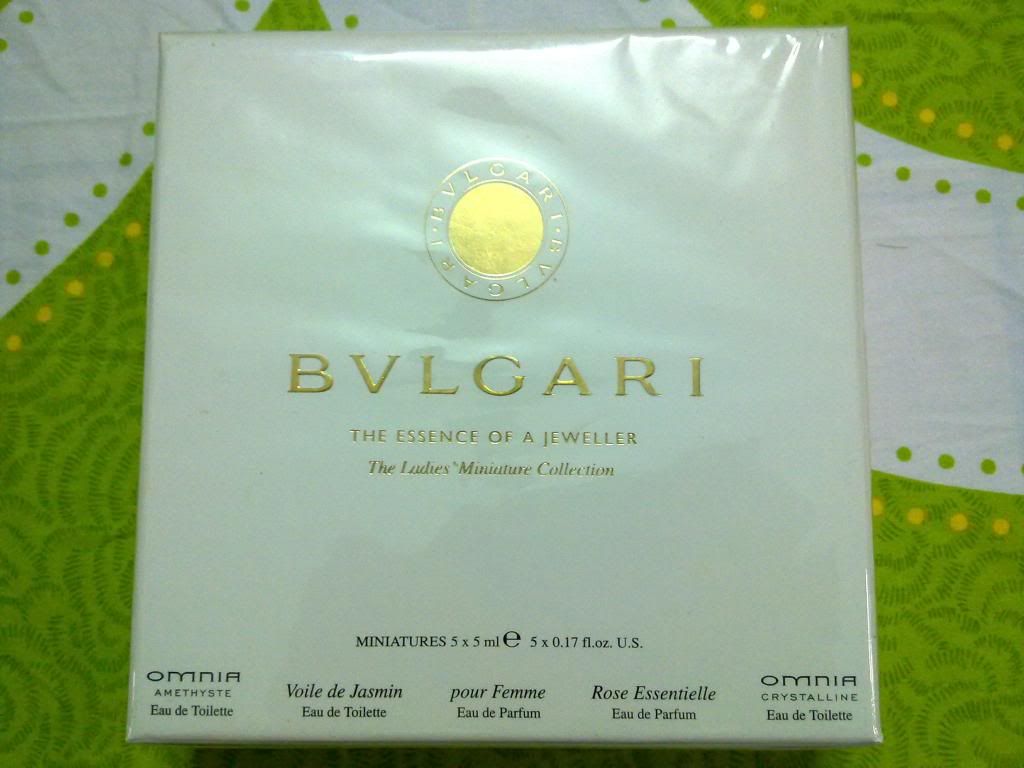 BVLGARI · BVLGARI ·
BVLGARI
THE ESSENCE OF A JEWELLER
The Ladies' Miniature Collection
MINIATURES 5 x 5 ml ℮ 5 x 0.17 fl.oz. U.S.
OMNIA
AMETHYSTE
Eau de Toilette
Voile de Jasmin
Eau de Toilette
pour Femme
Eau de Parfum
Rose Essentielle
Eau de Parfum
OMNIA
CRYSTALLINE
Eau de Toilette